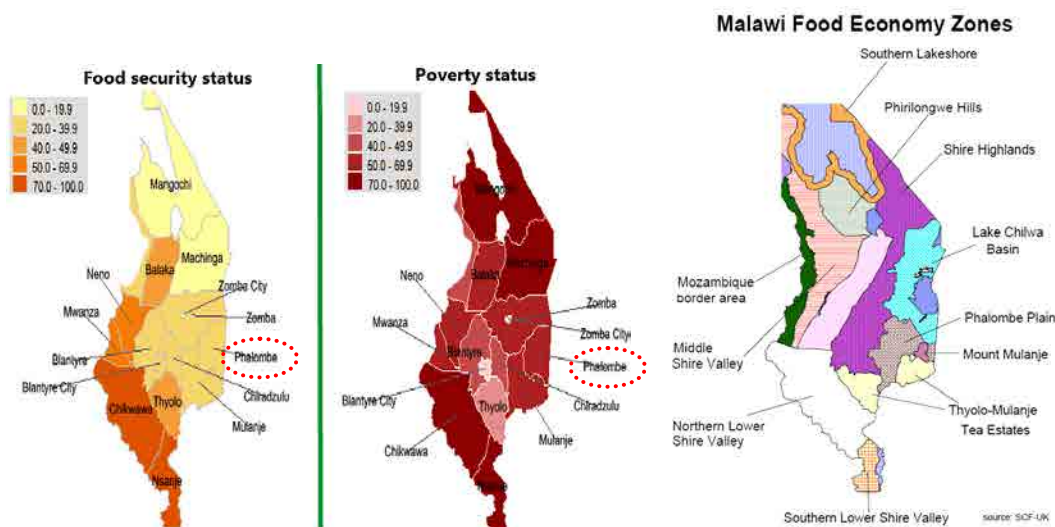 Food security status
0.0 - 19.9
20.0 - 39.9
40.0 - 49.9
50.0 - 69.9
70.0 - 100.0
Mangochi
Machinga
Balaka
Neno
Zomba City
Mwanza
Zomba
Blantyre
Phalombe
Blantyre City
Chiradzulu
Chikwawa
Thyolo
Mulanje
Nsanje
Poverty status
0.0 - 19.9
20.0 - 39.9
40.0 - 49.9
50.0 - 69.9
70.0 - 100.0
Mangochi
Machinga
Balaka
Neno
Zomba
Mwanza
Zomba City
Blantyre
Phalombe
Blantyre City
Chiradzulu
Thyolo
Mulanje
Chikwawa
Malawi Food Economy Zones
Southern Lakeshore
Phirilongwe Hills
Shire Highlands
Lake Chilwa
Basin
Mozambique
border area
Phalombe Plain
Middle
Shire Valley
Mount Mulanje
Thyolo-Mulanje
Tea Estates
Northern Lower
Shire Valley
Southern Lower Shire Valley
source: SCF-UK